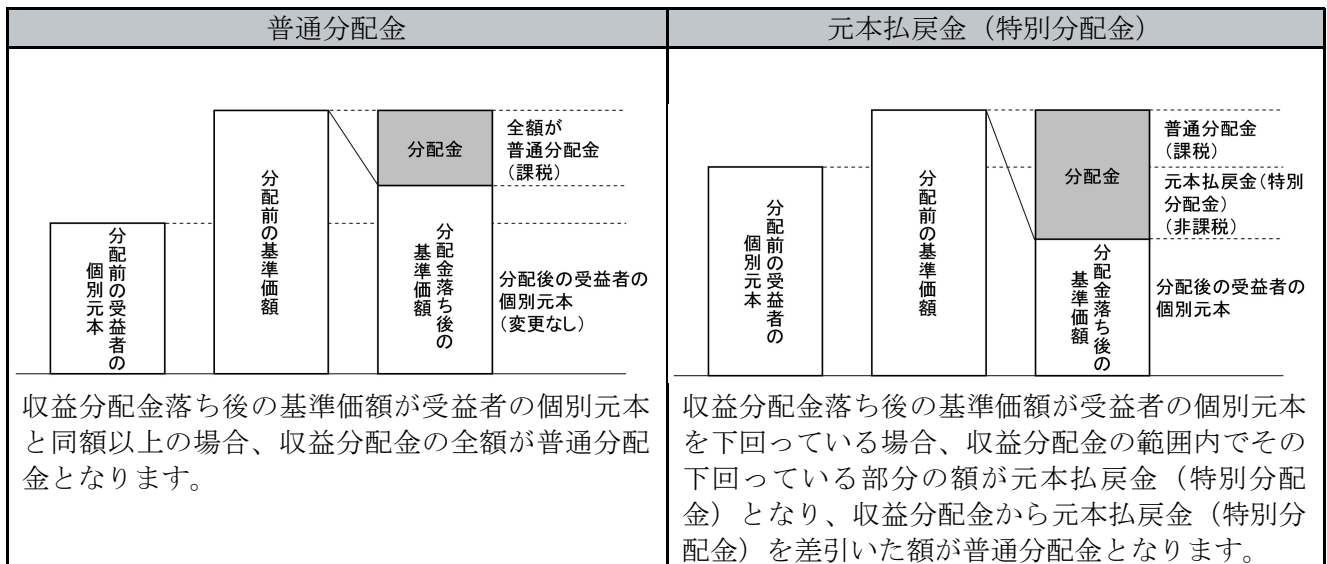 普通分配金
分配前の受益者の
個別元本
分配前の基準価額
分配金
分配金落ち後の
基準価額
全額が
普通分配金
(課税)
分配後の受益者の
個別元本
(変更なし)
収益分配金落ち後の基準価額が受益者の個別元本
と同額以上の場合、収益分配金の全額が普通分配
金となります。
元本払戻金（特別分配金）
分配前の受益者の
個別元本
分配前の基準価額
分配金
分配金落ち後の
基準価額
普通分配金
(課税)
元本払戻金(特別
分配金)
(非課税)
分配後の受益者の
個別元本
収益分配金落ち後の基準価額が受益者の個別元本
を下回っている場合、収益分配金の範囲内でその
下回っている部分の額が元本払戻金（特別分配
金）となり、収益分配金から元本払戻金（特別分
配金）を差引いた額が普通分配金となります。